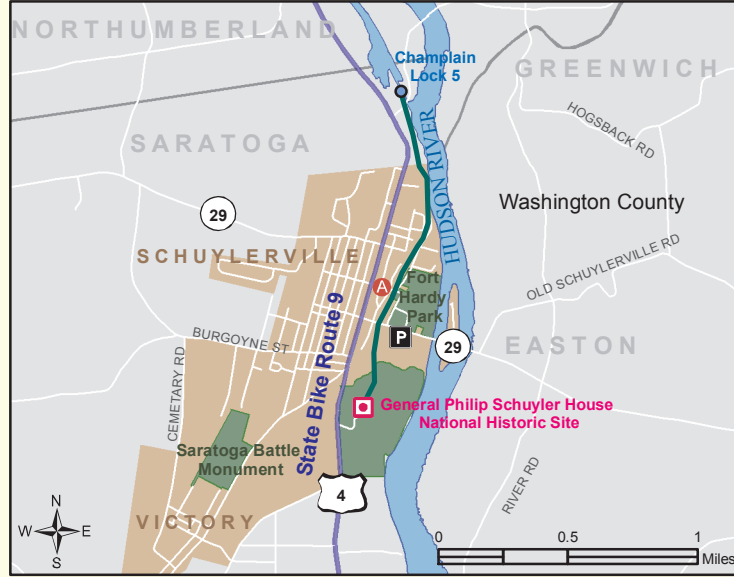 NORTHUMBERLAND
Champlain
Lock 5
GREENWICH
HOGSBACK RD
SARATOGA
HUDSON RIVER
Washington County
29
SCHUYLERVILLE
OLD SCHUYLERVILLE RD
A
Fort
Hardy
Park
State Bike Route 9
BURGOYNE ST
P
29
EASTON
CEMETARY RD
General Philip Schuyler House
National Historic Site
Saratoga Battle
Monument
RIVER RD
4
VICTORY
N
W E
S
0 0.5 1
Miles